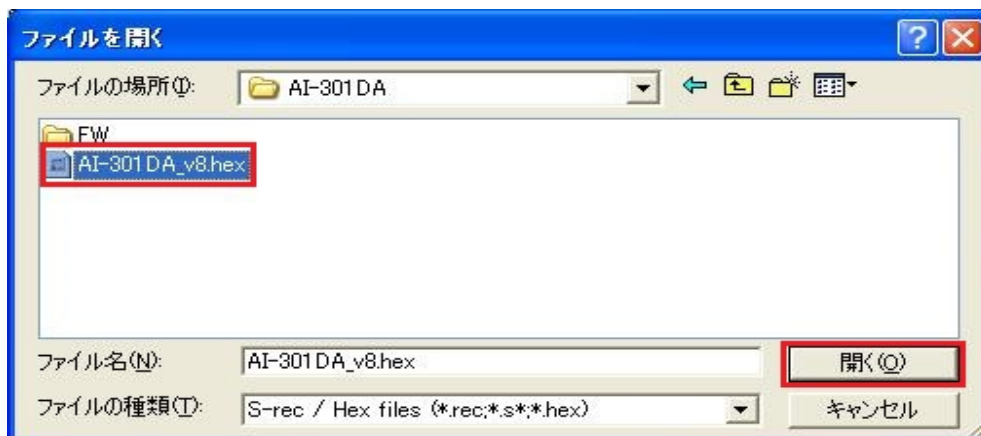 ファイルを開く
ファイルの場所(I):
AI-301DA
FW
AI-301DA_v8.hex
ファイル名(N):
AI-301DA_v8.hex
開く(O)
ファイルの種類(T):
S-rec / Hex files (*.rec;*.s*;*.hex)
キャンセル